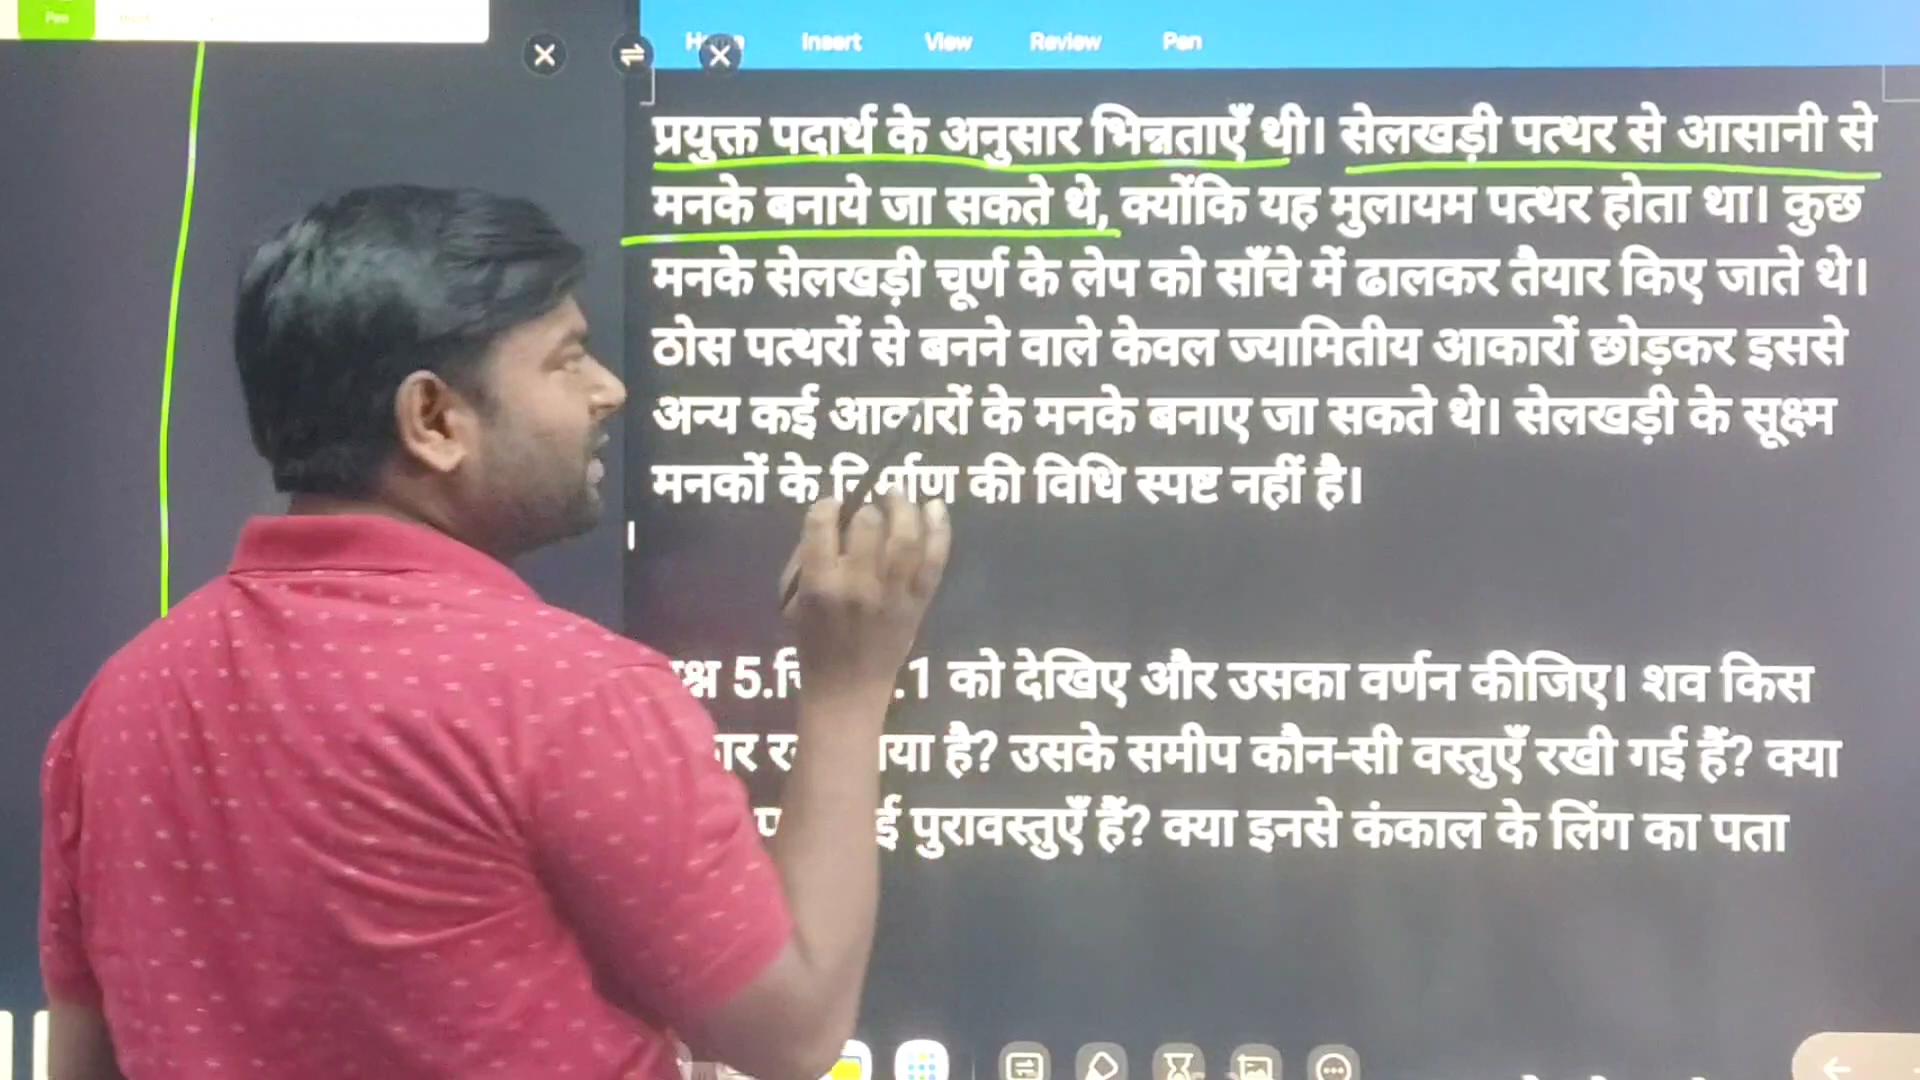 Pen
Home Insert View Review Pen
प्रयुक्त पदार्थ के अनुसार भिन्नताएँ थी। सेलखड़ी पत्थर से आसानी से
मनके बनाये जा सकते थे, क्योंकि यह मुलायम पत्थर होता था। कुछ
मनके सेलखड़ी चूर्ण के लेप को साँचे में ढालकर तैयार किए जाते थे।
ठोस पत्थरों से बनने वाले केवल ज्यामितीय आकारों छोड़कर इससे
अन्य कई आकारों के मनके बनाए जा सकते थे। सेलखड़ी के सूक्ष्म
मनकों के निर्माण की विधि स्पष्ट नहीं है।
5. .1 को देखिए और उसका वर्णन कीजिए। शव किस
है? उसके समीप कौन-सी वस्तुएँ रखी गई हैं? क्या
पुरावस्तुएँ हैं? क्या इनसे कंकाल के लिंग का पता